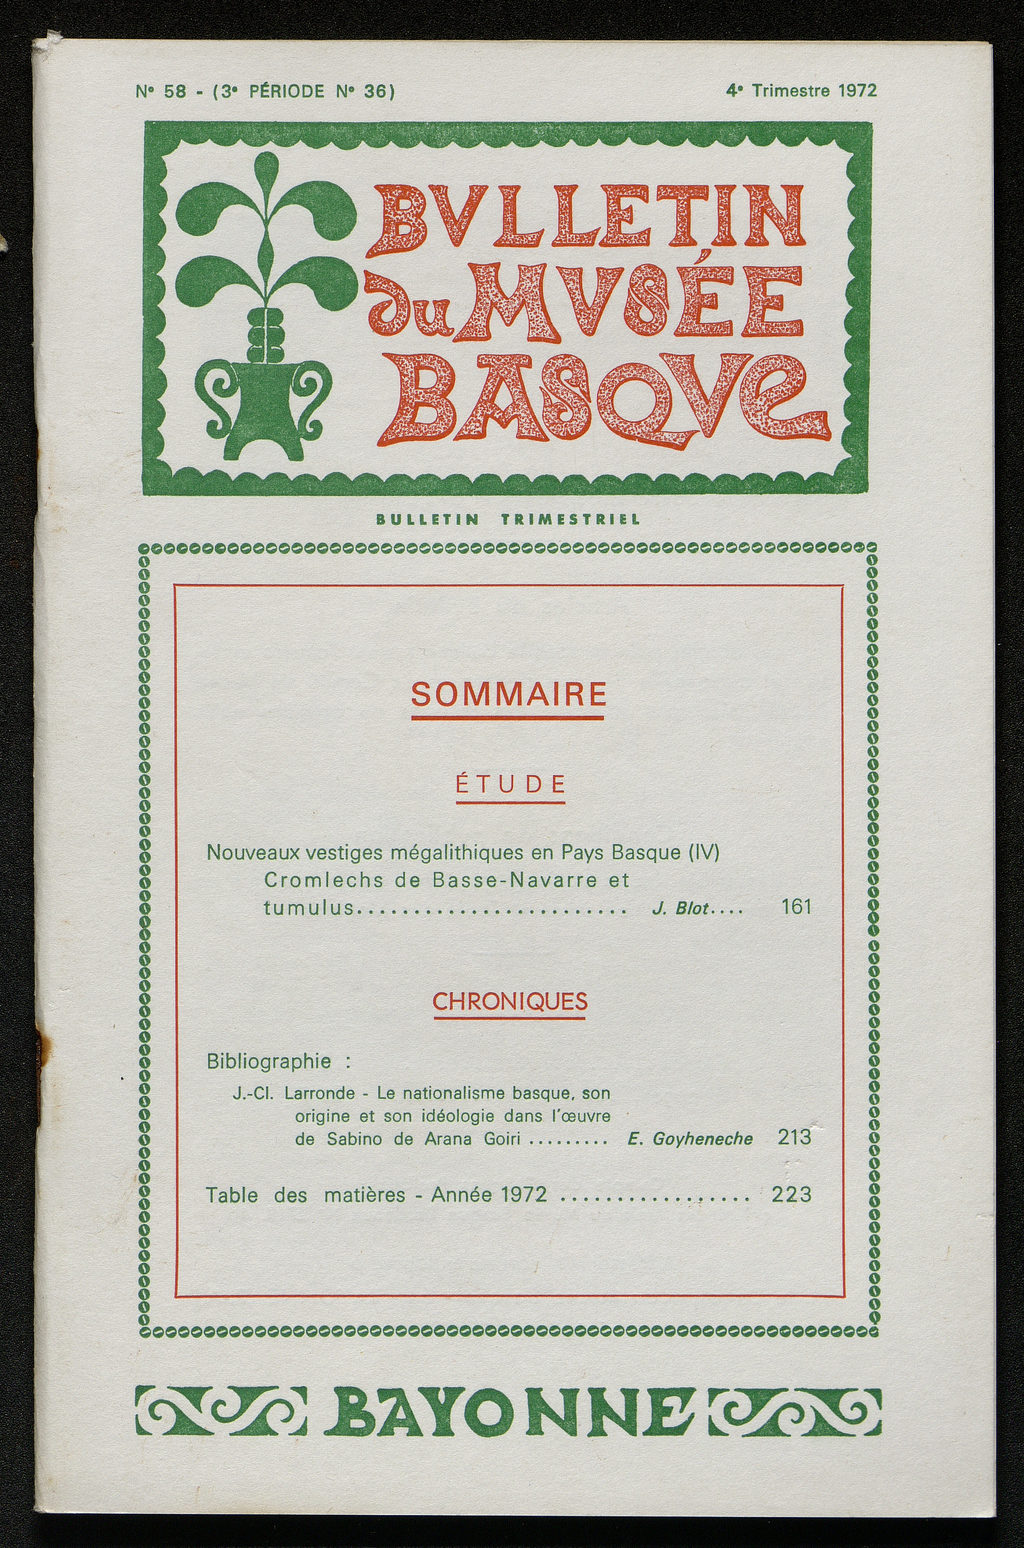 Nº 58 - (3ᵉ PÉRIODE Nº 36)
4ᵉ Trimestre 1972
BVLLETIN
du MVSÉE
BASQVe
BULLETIN TRIMESTRIEL
SOMMAIRE
ÉTUDE
Nouveaux vestiges mégalithiques en Pays Basque (IV)
Cromlechs de Basse-Navarre et
tumulus........................ J. Blot.... 161
CHRONIQUES
Bibliographie :
J.-Cl. Larronde - Le nationalisme basque, son
origine et son idéologie dans l'œuvre
de Sabino de Arana Goiri ......... E. Goyheneche 213
Table des matières - Année 1972 ................. 223
BAYONNE